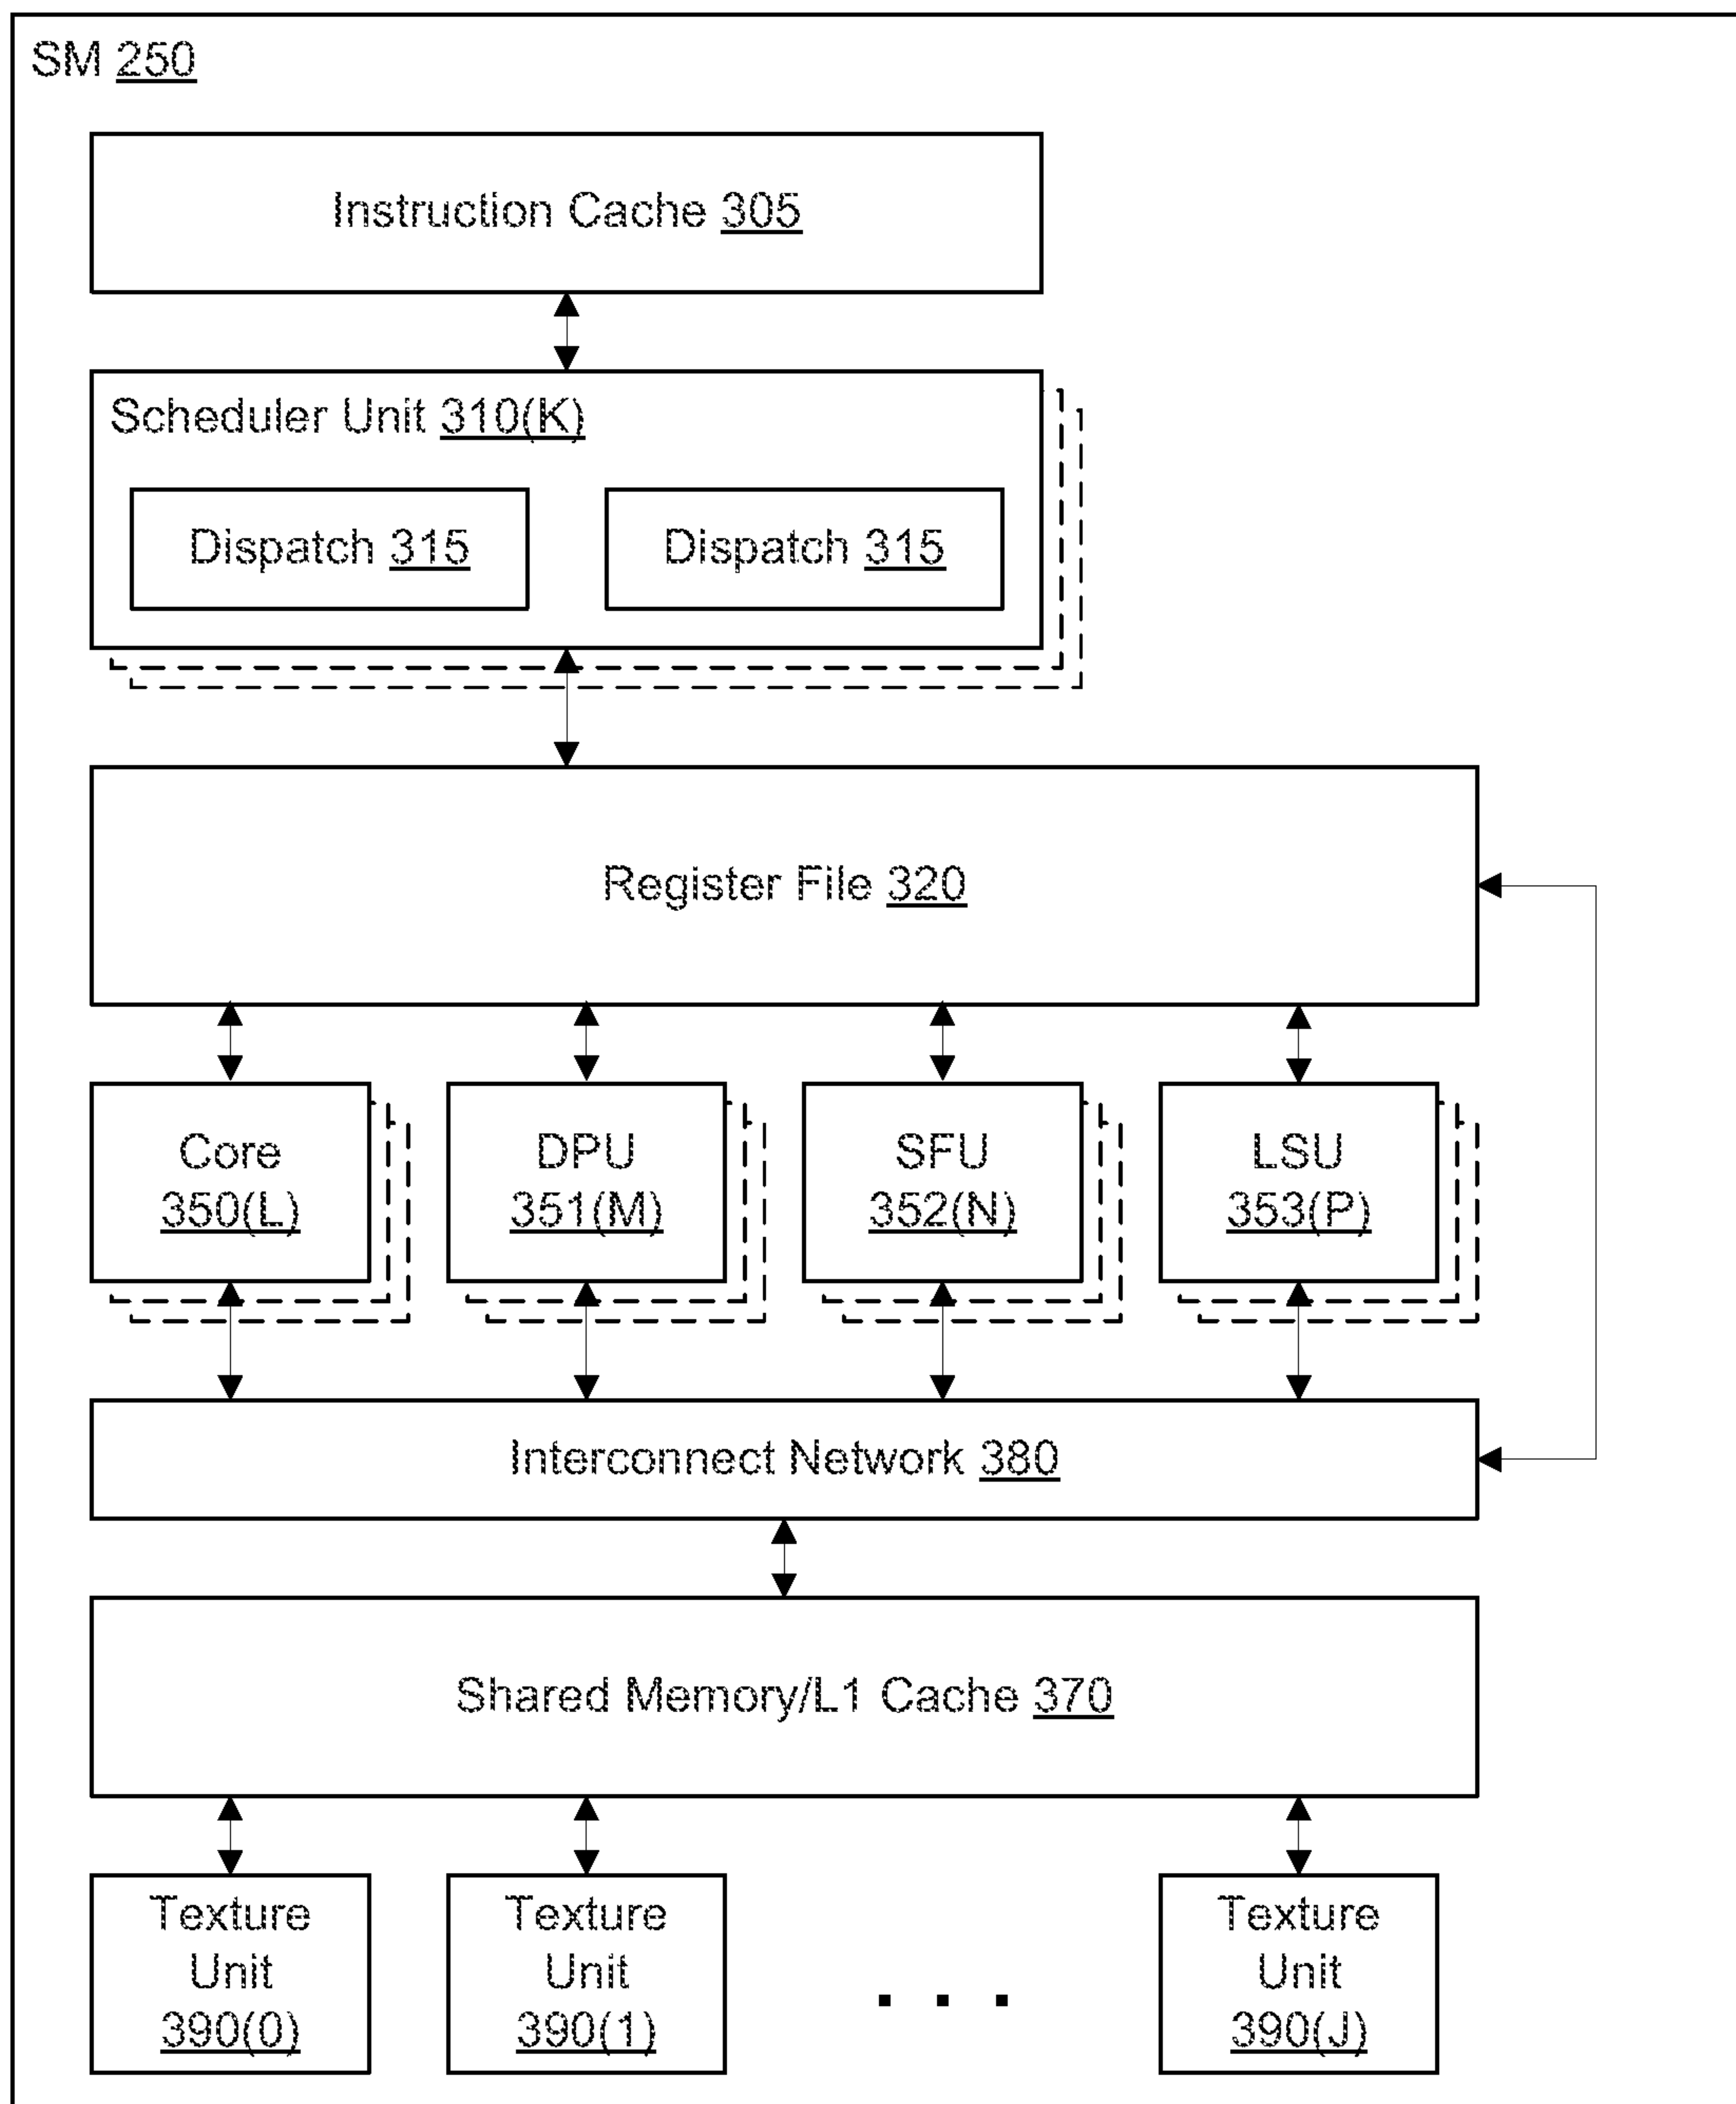 SM 250
Instruction Cache 305
Scheduler Unit 310(K)
Dispatch 315
Dispatch 315
Register File 320
Core
350(L)
DPU
351(M)
SFU
352(N)
LSU
353(P)
Interconnect Network 380
Shared Memory/L1 Cache 370
Texture
Unit
390(0)
Texture
Unit
390(1)
. . .
Texture
Unit
390(J)